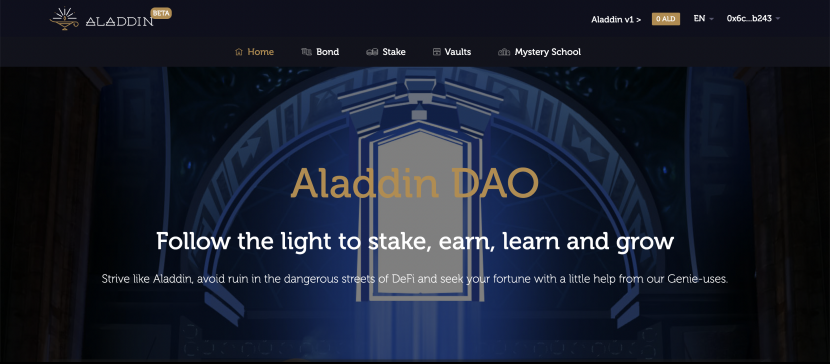 ALADDIN BETA
Aladdin v1 > 0 ALD EN 0x6c...b243
Home Bond Stake Vaults Mystery School
Aladdin DAO
Follow the light to stake, earn, learn and grow
Strive like Aladdin, avoid ruin in the dangerous streets of DeFi and seek your fortune with a little help from our Genie-uses.